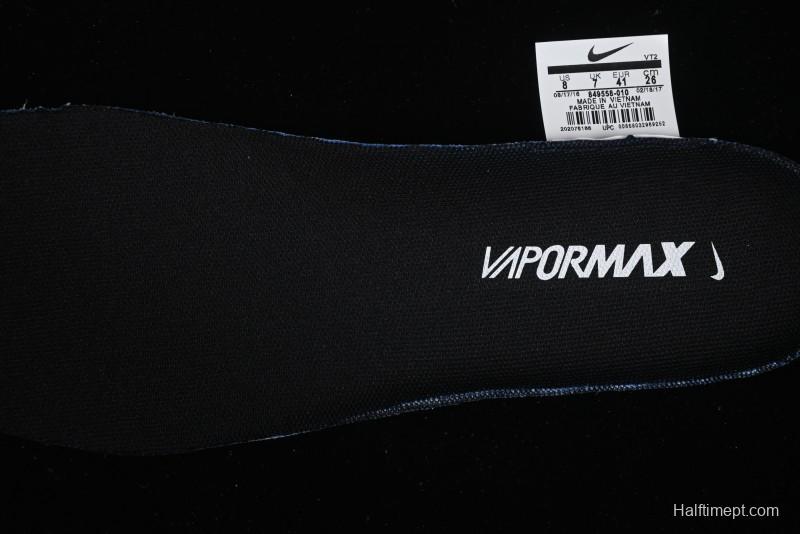 VT2
US UK EUR cm
8 7 41 26
08/17/16 849558-010 02/18/17
MADE IN VIETNAM
FABRIQUE AU VIETNAM
202076186 UPC
VAPORMAX
Halftimept.com